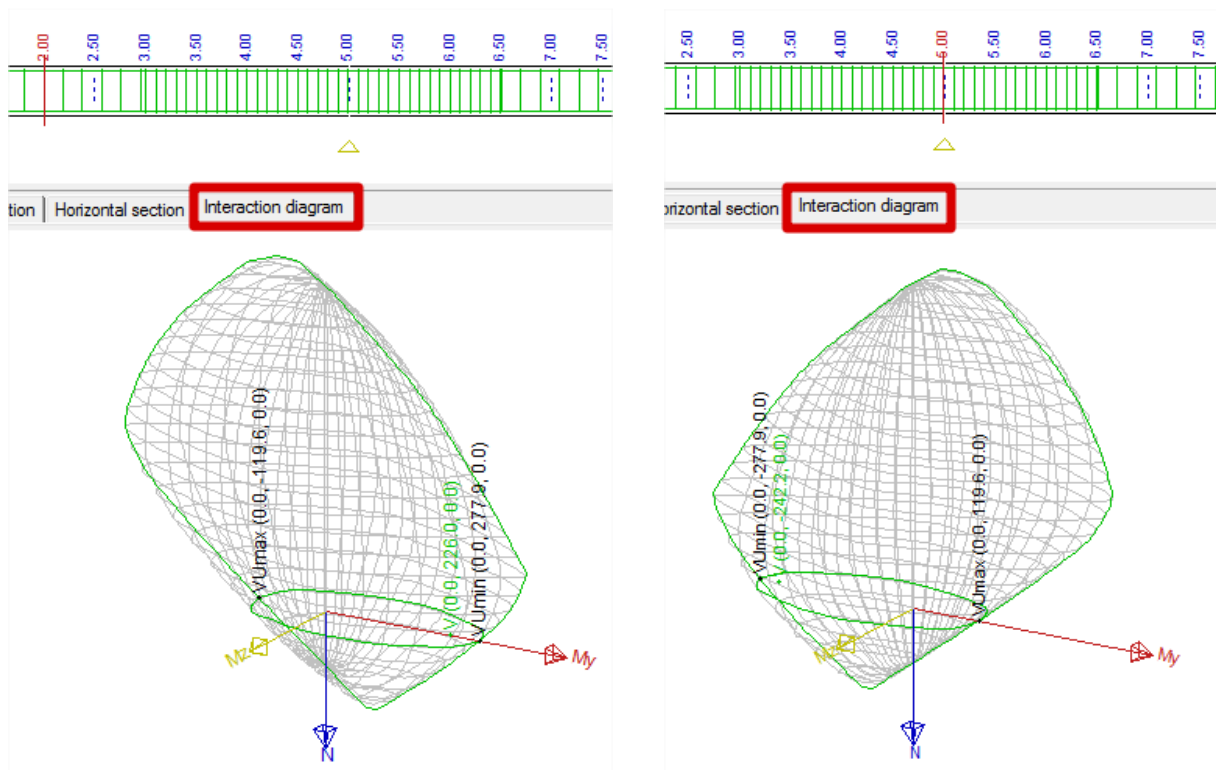 2.00 2.50 3.00 3.50 4.00 4.50 5.00 5.50 6.00 6.50 7.00 7.50
tion Horizontal section Interaction diagram
VUmax (0.0, -119.6, 0.0)
V (0.0, 226.0, 0.0)
VUmin (0.0, 277.9, 0.0)
Mz
My
N
2.50 3.00 3.50 4.00 4.50 5.00 5.50 6.00 6.50 7.00 7.50
orizontal section Interaction diagram
VUmin (0.0, -277.9, 0.0)
V (0.0, -242.2, 0.0)
VUmax (0.0, 119.6, 0.0)
Mz
My
N